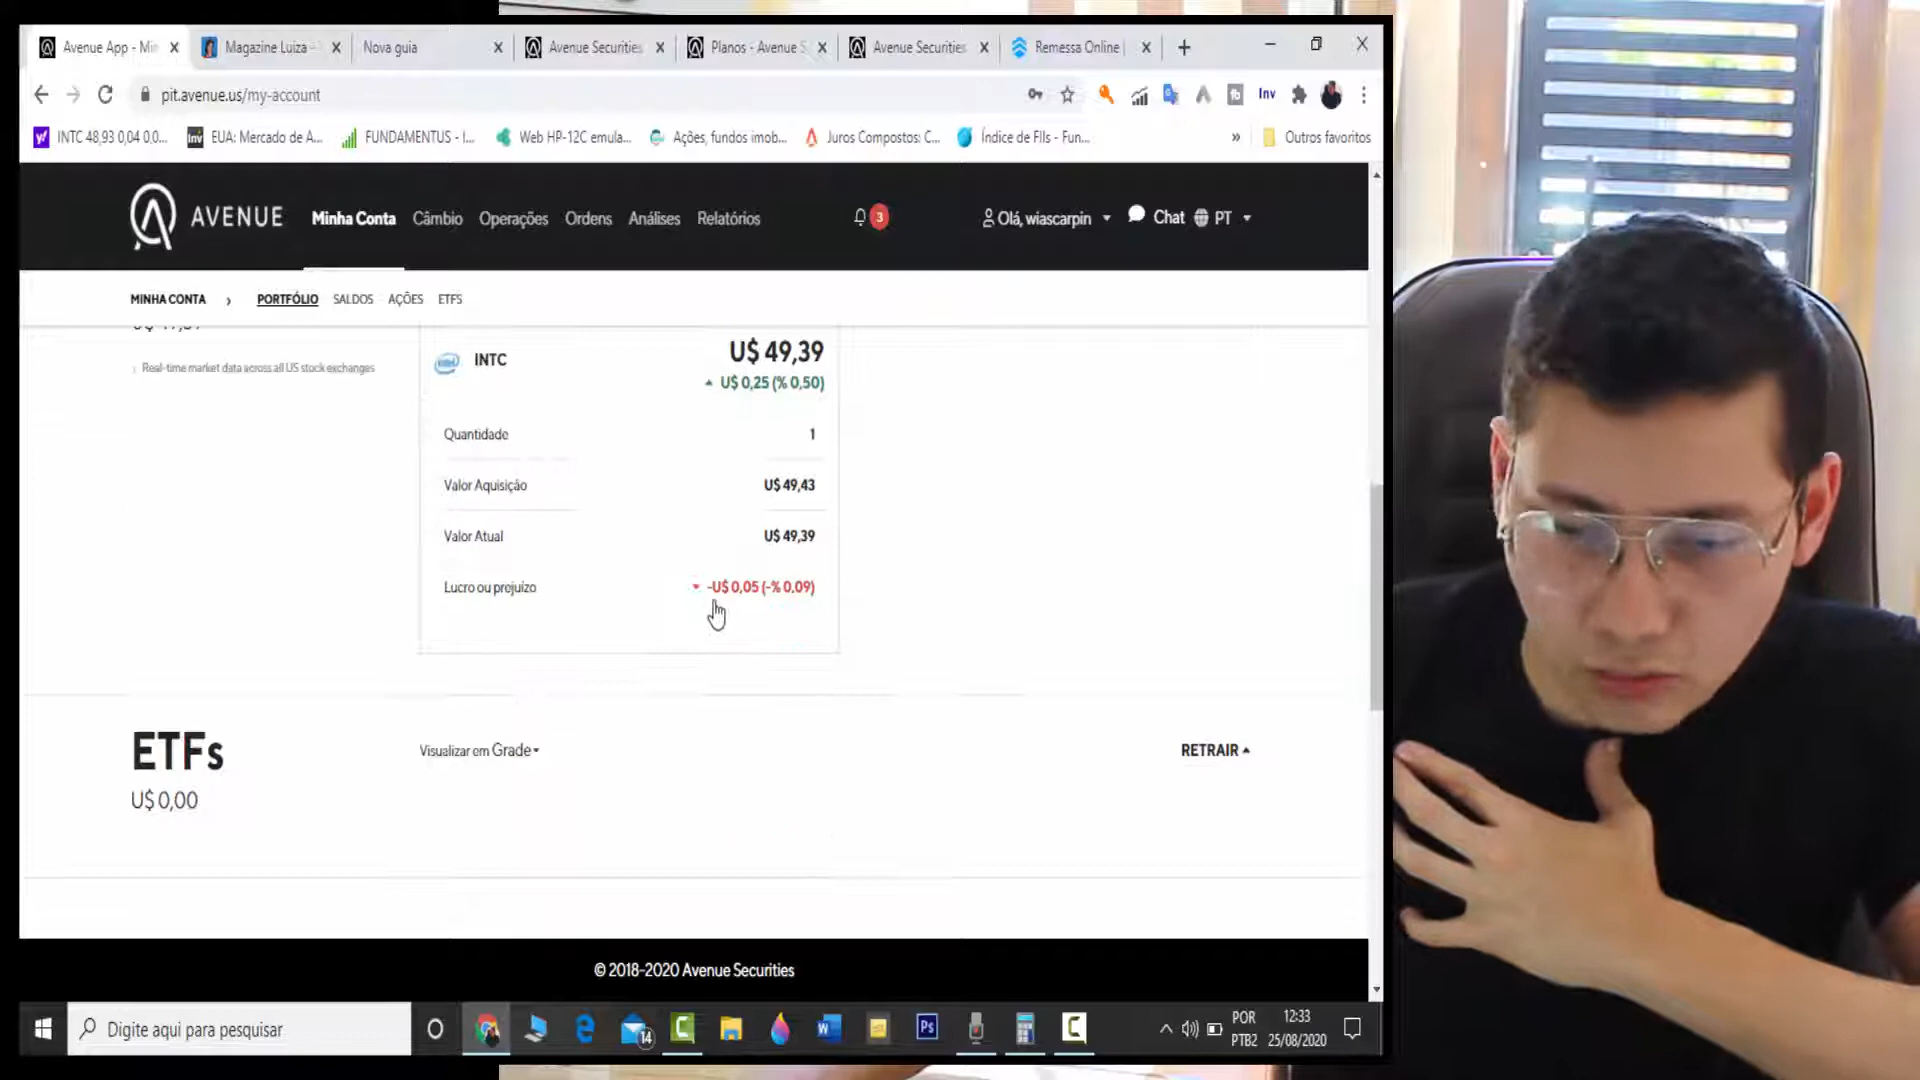 Avenue App - Min
Magazine Luiza -
Nova guia
Avenue Securities
Planos - Avenue S
Avenue Securities
Remessa Online |
pit.avenue.us/my-account
Inv
INTC 48,93 0,04 0,0...
inv
EUA: Mercado de A...
FUNDAMENTUS - I...
Web HP-12C emula...
Ações, fundos imob...
Juros Compostos: C...
Índice de FIIs - Fun...
»
Outros favoritos
AVENUE
Minha Conta
Câmbio
Operações
Ordens
Análises
Relatórios
3
Olá, wiascarpin
Chat
PT
MINHA CONTA
PORTFÓLIO
SALDOS
AÇÕES
ETFS
Real-time market data across all US stock exchanges
intel
INTC
U$ 49,39
U$ 0,25 (% 0,50)
Quantidade
1
Valor Aquisição
U$ 49,43
Valor Atual
U$ 49,39
Lucro ou prejuízo
-U$ 0,05 (-% 0,09)
ETFs
U$ 0,00
Visualizar em Grade
RETRAIR
© 2018-2020 Avenue Securities
Digite aqui para pesquisar
14
Ps
POR
PTB2
12:33
25/08/2020